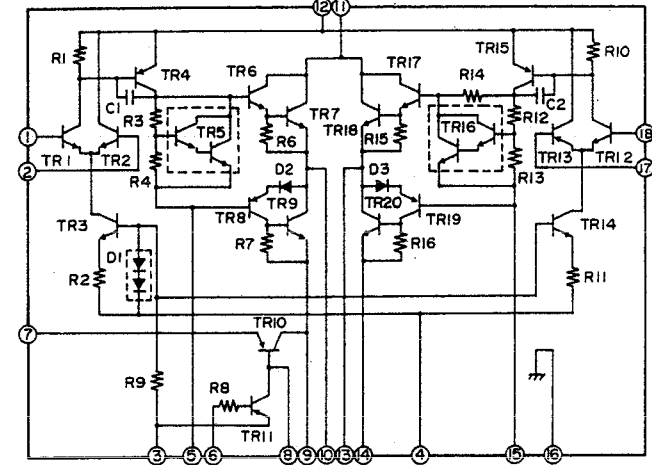 12 11
R1 TR4 TR6 TR17 TR15 R10
R14
C1 R3 TR5 TR7 TR18 TR16 R12 C2
1 R6 R15 18
TR1 TR2 TR13 TR12
2 R4 D2 D3 R13 17
TR9 TR20
TR8 TR19
TR3 R7 R16 TR14
D1
R2 R11
7 TR10
R9 R8
TR11
3 5 6 8 9 10 13 14 4 15 16